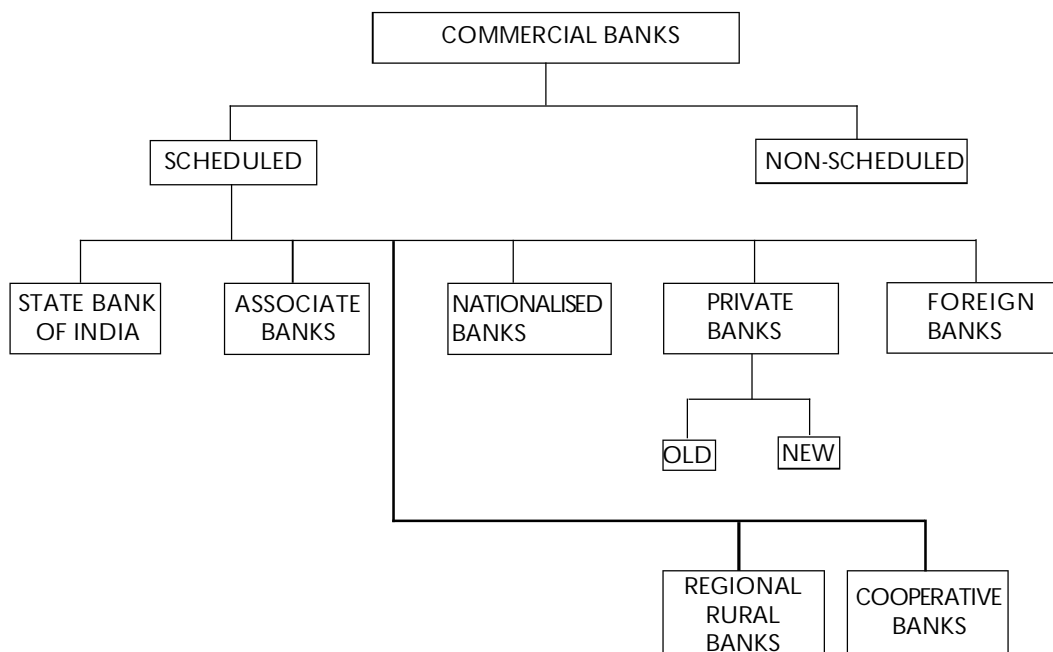 COMMERCIAL BANKS
SCHEDULED
NON-SCHEDULED
STATE BANK
OF INDIA
ASSOCIATE
BANKS
NATIONALISED
BANKS
PRIVATE
BANKS
FOREIGN
BANKS
OLD
NEW
REGIONAL
RURAL
BANKS
COOPERATIVE
BANKS